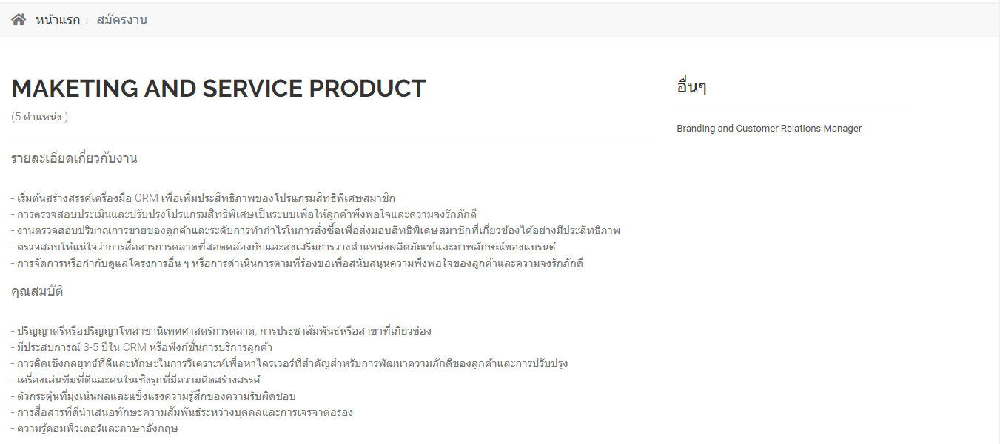 หน้าแรก / สมัครงาน
MAKETING AND SERVICE PRODUCT
(5 ตำแหน่ง )
รายละเอียดเกี่ยวกับงาน
- เริ่มต้นสร้างสรรค์เครื่องมือ CRM เพื่อเพิ่มประสิทธิภาพของโปรแกรมสิทธิพิเศษสมาชิก
- การตรวจสอบประเมินและปรับปรุงโปรแกรมสิทธิพิเศษเป็นระบบเพื่อให้ลูกค้าพึงพอใจและความจงรักภักดี
- งานตรวจสอบปริมาณการขายของลูกค้าและระดับการทำกำไรในการสั่งซื้อเพื่อส่งมอบสิทธิพิเศษสมาชิกที่เกี่ยวข้องได้อย่างมีประสิทธิภาพ
- ตรวจสอบให้แน่ใจว่าการสื่อสารการตลาดที่สอดคล้องกับและส่งเสริมการวางตำแหน่งผลิตภัณฑ์และภาพลักษณ์ของแบรนด์
- การจัดการหรือกำกับดูแลโครงการอื่น ๆ หรือการดำเนินการตามที่ร้องขอเพื่อสนับสนุนความพึงพอใจของลูกค้าและความจงรักภักดี
คุณสมบัติ
- ปริญญาตรีหรือปริญญาโทสาขานิเทศศาสตร์การตลาด, การประชาสัมพันธ์หรือสาขาที่เกี่ยวข้อง
- มีประสบการณ์ 3-5 ปีใน CRM หรือฟังก์ชั่นการบริการลูกค้า
- การคิดเชิงกลยุทธ์ที่ดีและทักษะในการวิเคราะห์เพื่อหาไดรเวอร์ที่สำคัญสำหรับการพัฒนาความภักดีของลูกค้าและการปรับปรุง
- เครื่องเล่นทีมที่ดีและคนในเชิงรุกที่มีความคิดสร้างสรรค์
- ตัวกระตุ้นที่มุ่งเน้นผลและแข็งแรงความรู้สึกของความรับผิดชอบ
- การสื่อสารที่ดีนำเสนอทักษะความสัมพันธ์ระหว่างบุคคลและการเจรจาต่อรอง
- ความรู้คอมพิวเตอร์และภาษาอังกฤษ
อื่นๆ
Branding and Customer Relations Manager